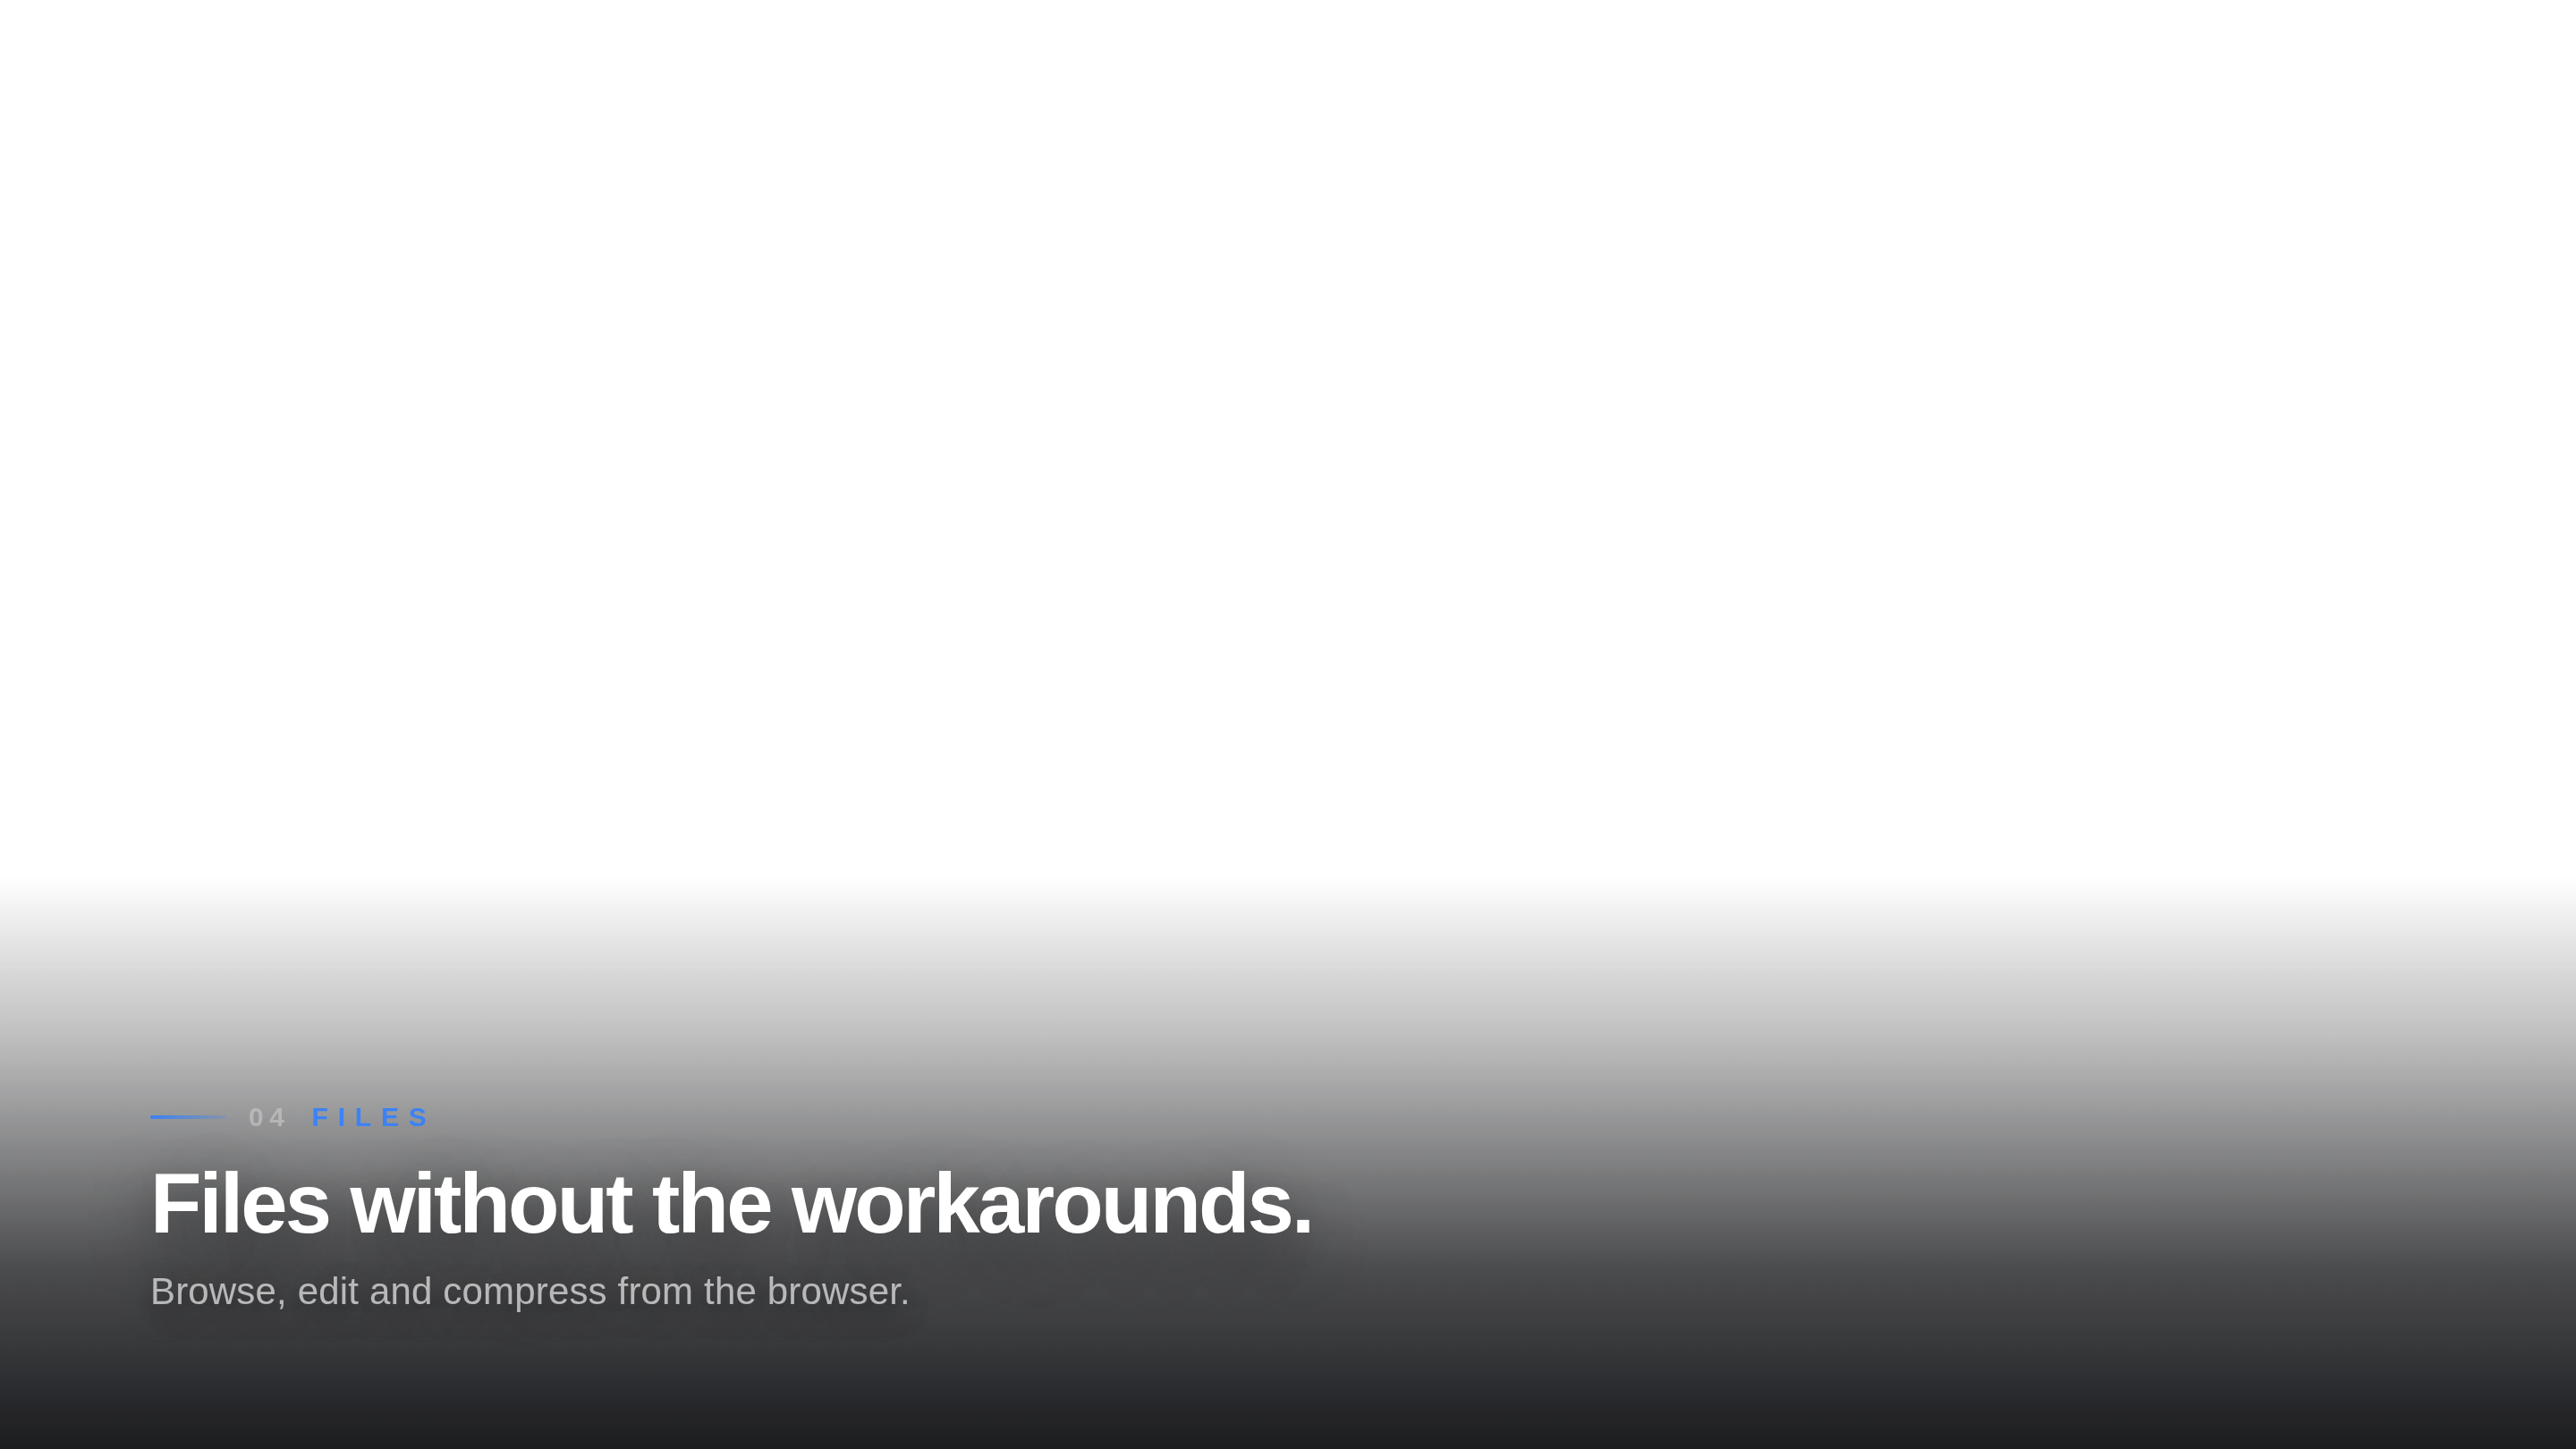 04 FILES
Files without the workarounds.
Browse, edit and compress from the browser.